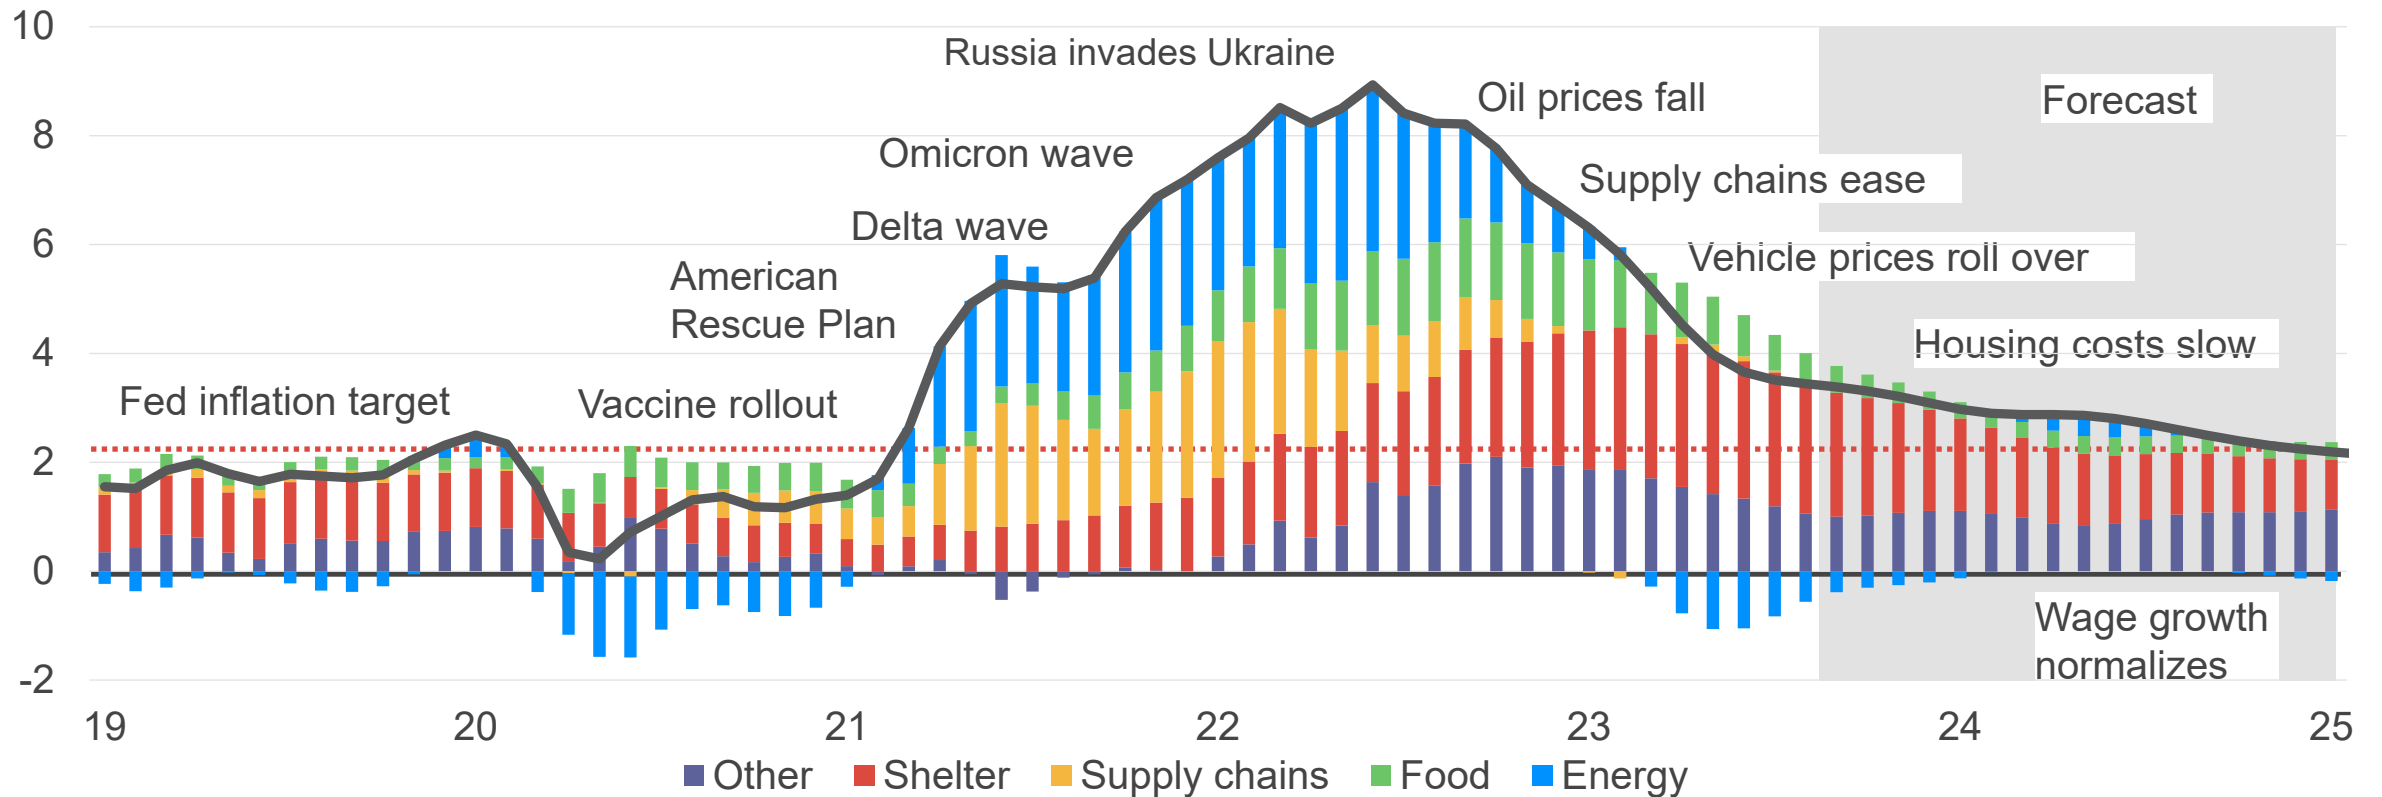 10
Russia invades Ukraine
Oil prices fall
Forecast
8
Omicron wave
Supply chains ease
6
Delta wave
Vehicle prices roll over
American
Rescue Plan
4
Housing costs slow
Fed inflation target
Vaccine rollout
2
0
Wage growth
normalizes
-2
19 20 21 22 23 24 25
Other Shelter Supply chains Food Energy